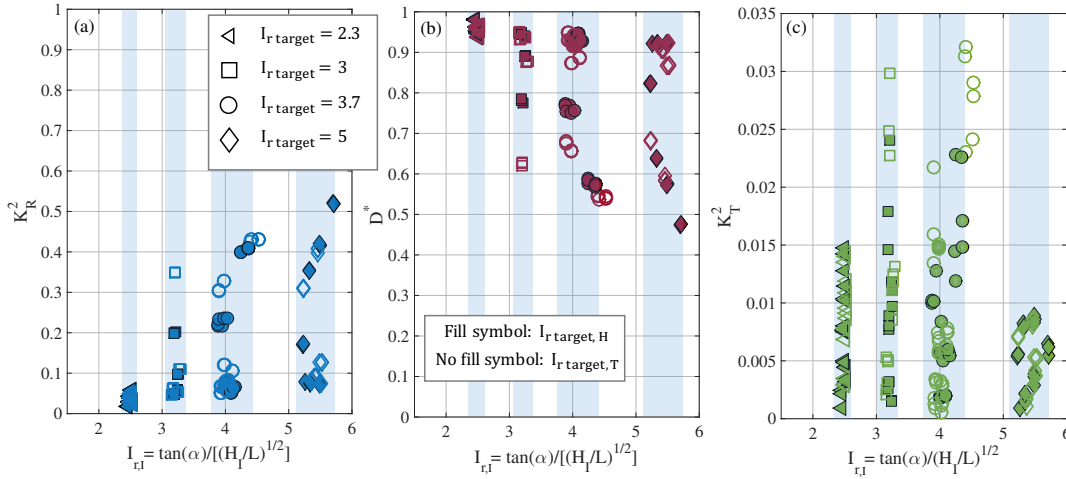 (a)
I_r target = 2.3
I_r target = 3
I_r target = 3.7
I_r target = 5
K_R^2
1
0.9
0.8
0.7
0.6
0.5
0.4
0.3
0.2
0.1
0
2 3 4 5 6
I_r,I = tan(α)/[(H_I/L)^1/2]
(b)
D*
1
0.9
0.8
0.7
0.6
0.5
0.4
0.3
0.2
0.1
0
Fill symbol: I_r target, H
No fill symbol: I_r target, T
2 3 4 5 6
I_r,I = tan(α)/[(H_I/L)^1/2]
(c)
K_T^2
0.035
0.03
0.025
0.02
0.015
0.01
0.005
0
2 3 4 5 6
I_r,I = tan(α)/(H_I/L)^1/2